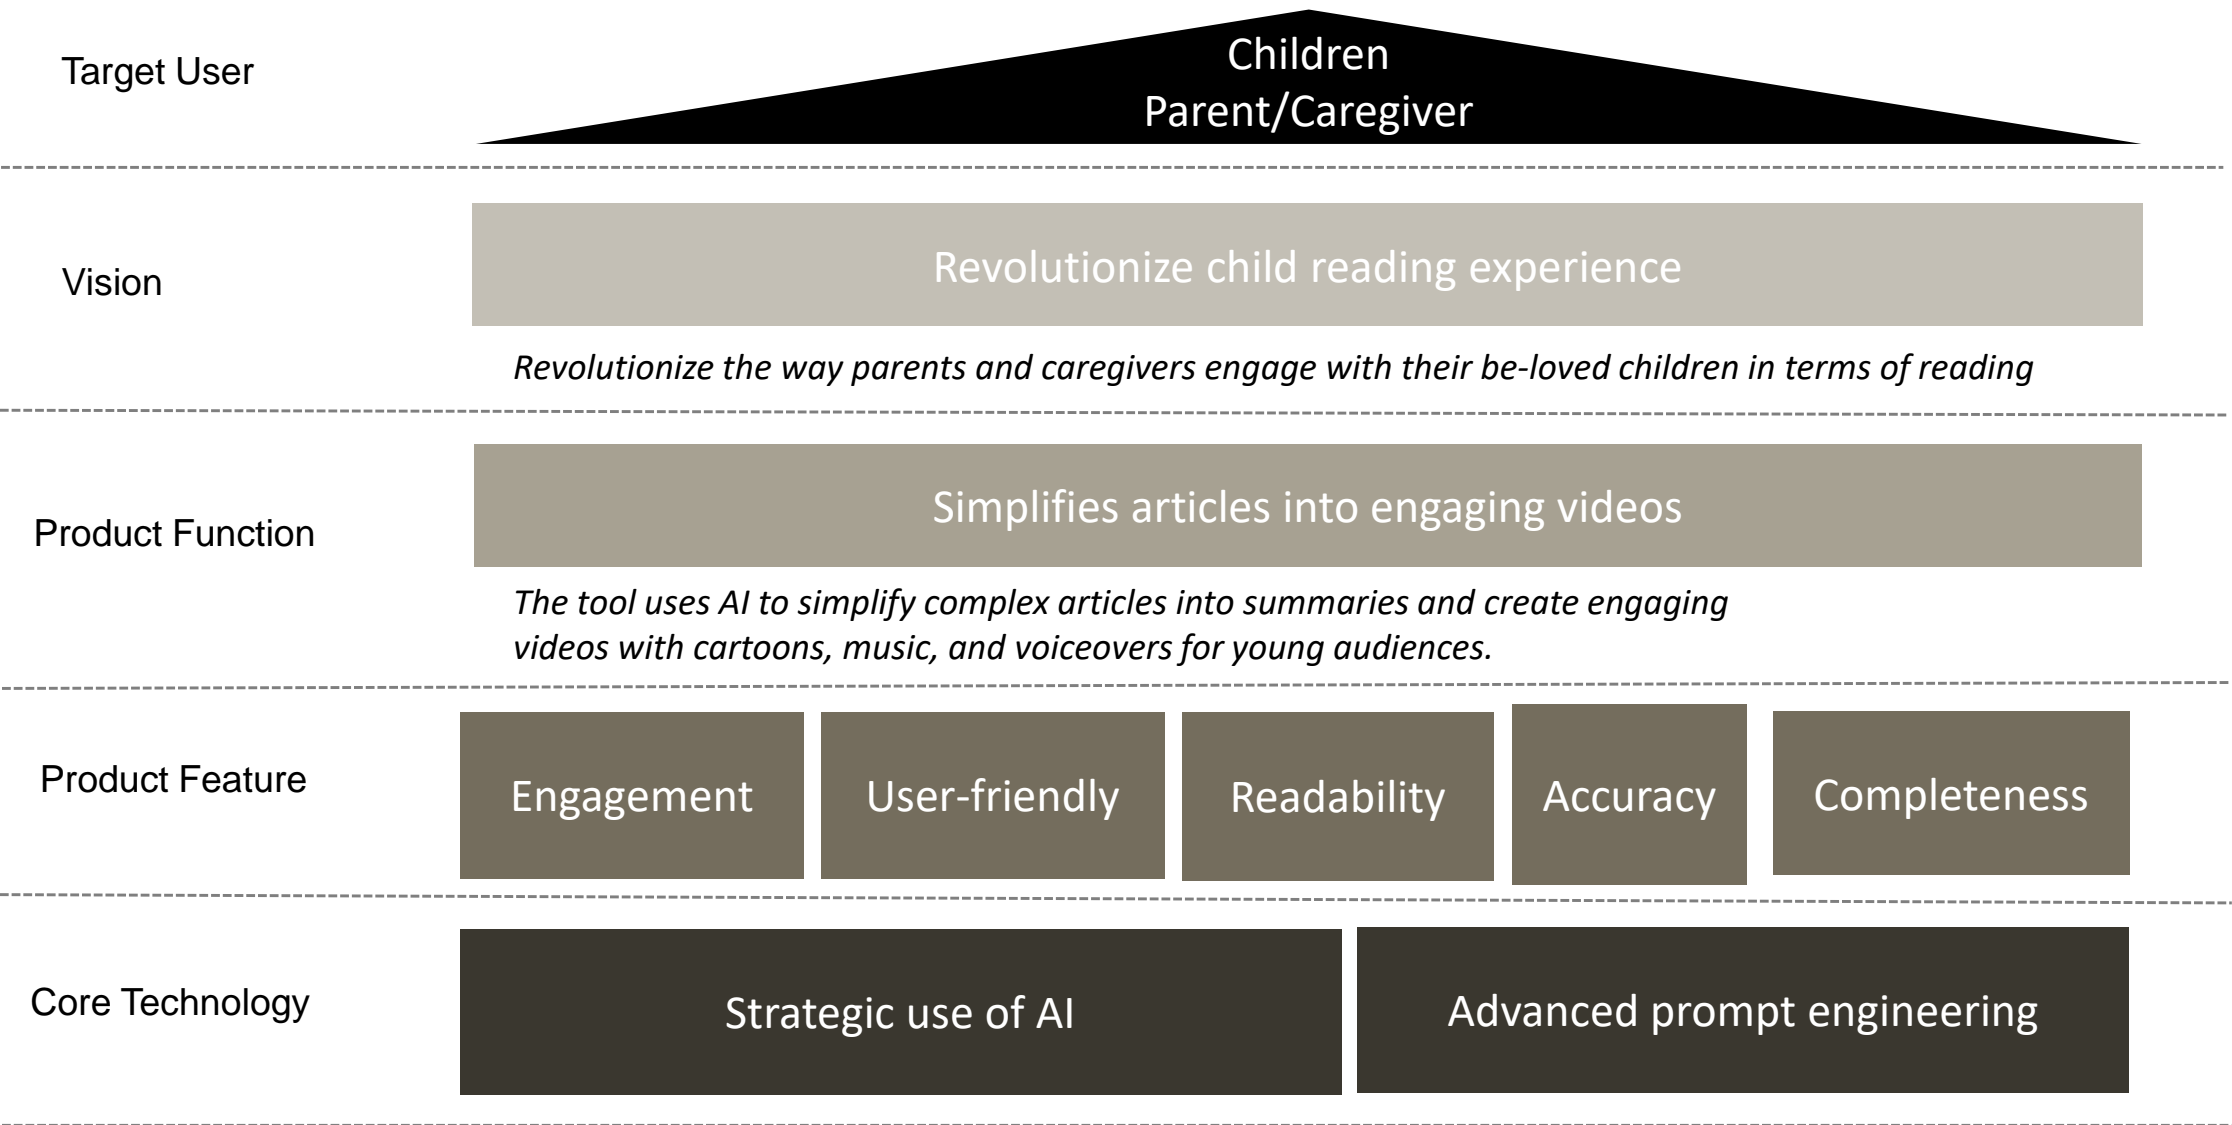 Target User
Children
Parent/Caregiver
Vision
Revolutionize child reading experience
Revolutionize the way parents and caregivers engage with their be-loved children in terms of reading
Product Function
Simplifies articles into engaging videos
The tool uses AI to simplify complex articles into summaries and create engaging
videos with cartoons, music, and voiceovers for young audiences.
Product Feature
Engagement
User-friendly
Readability
Accuracy
Completeness
Core Technology
Strategic use of AI
Advanced prompt engineering